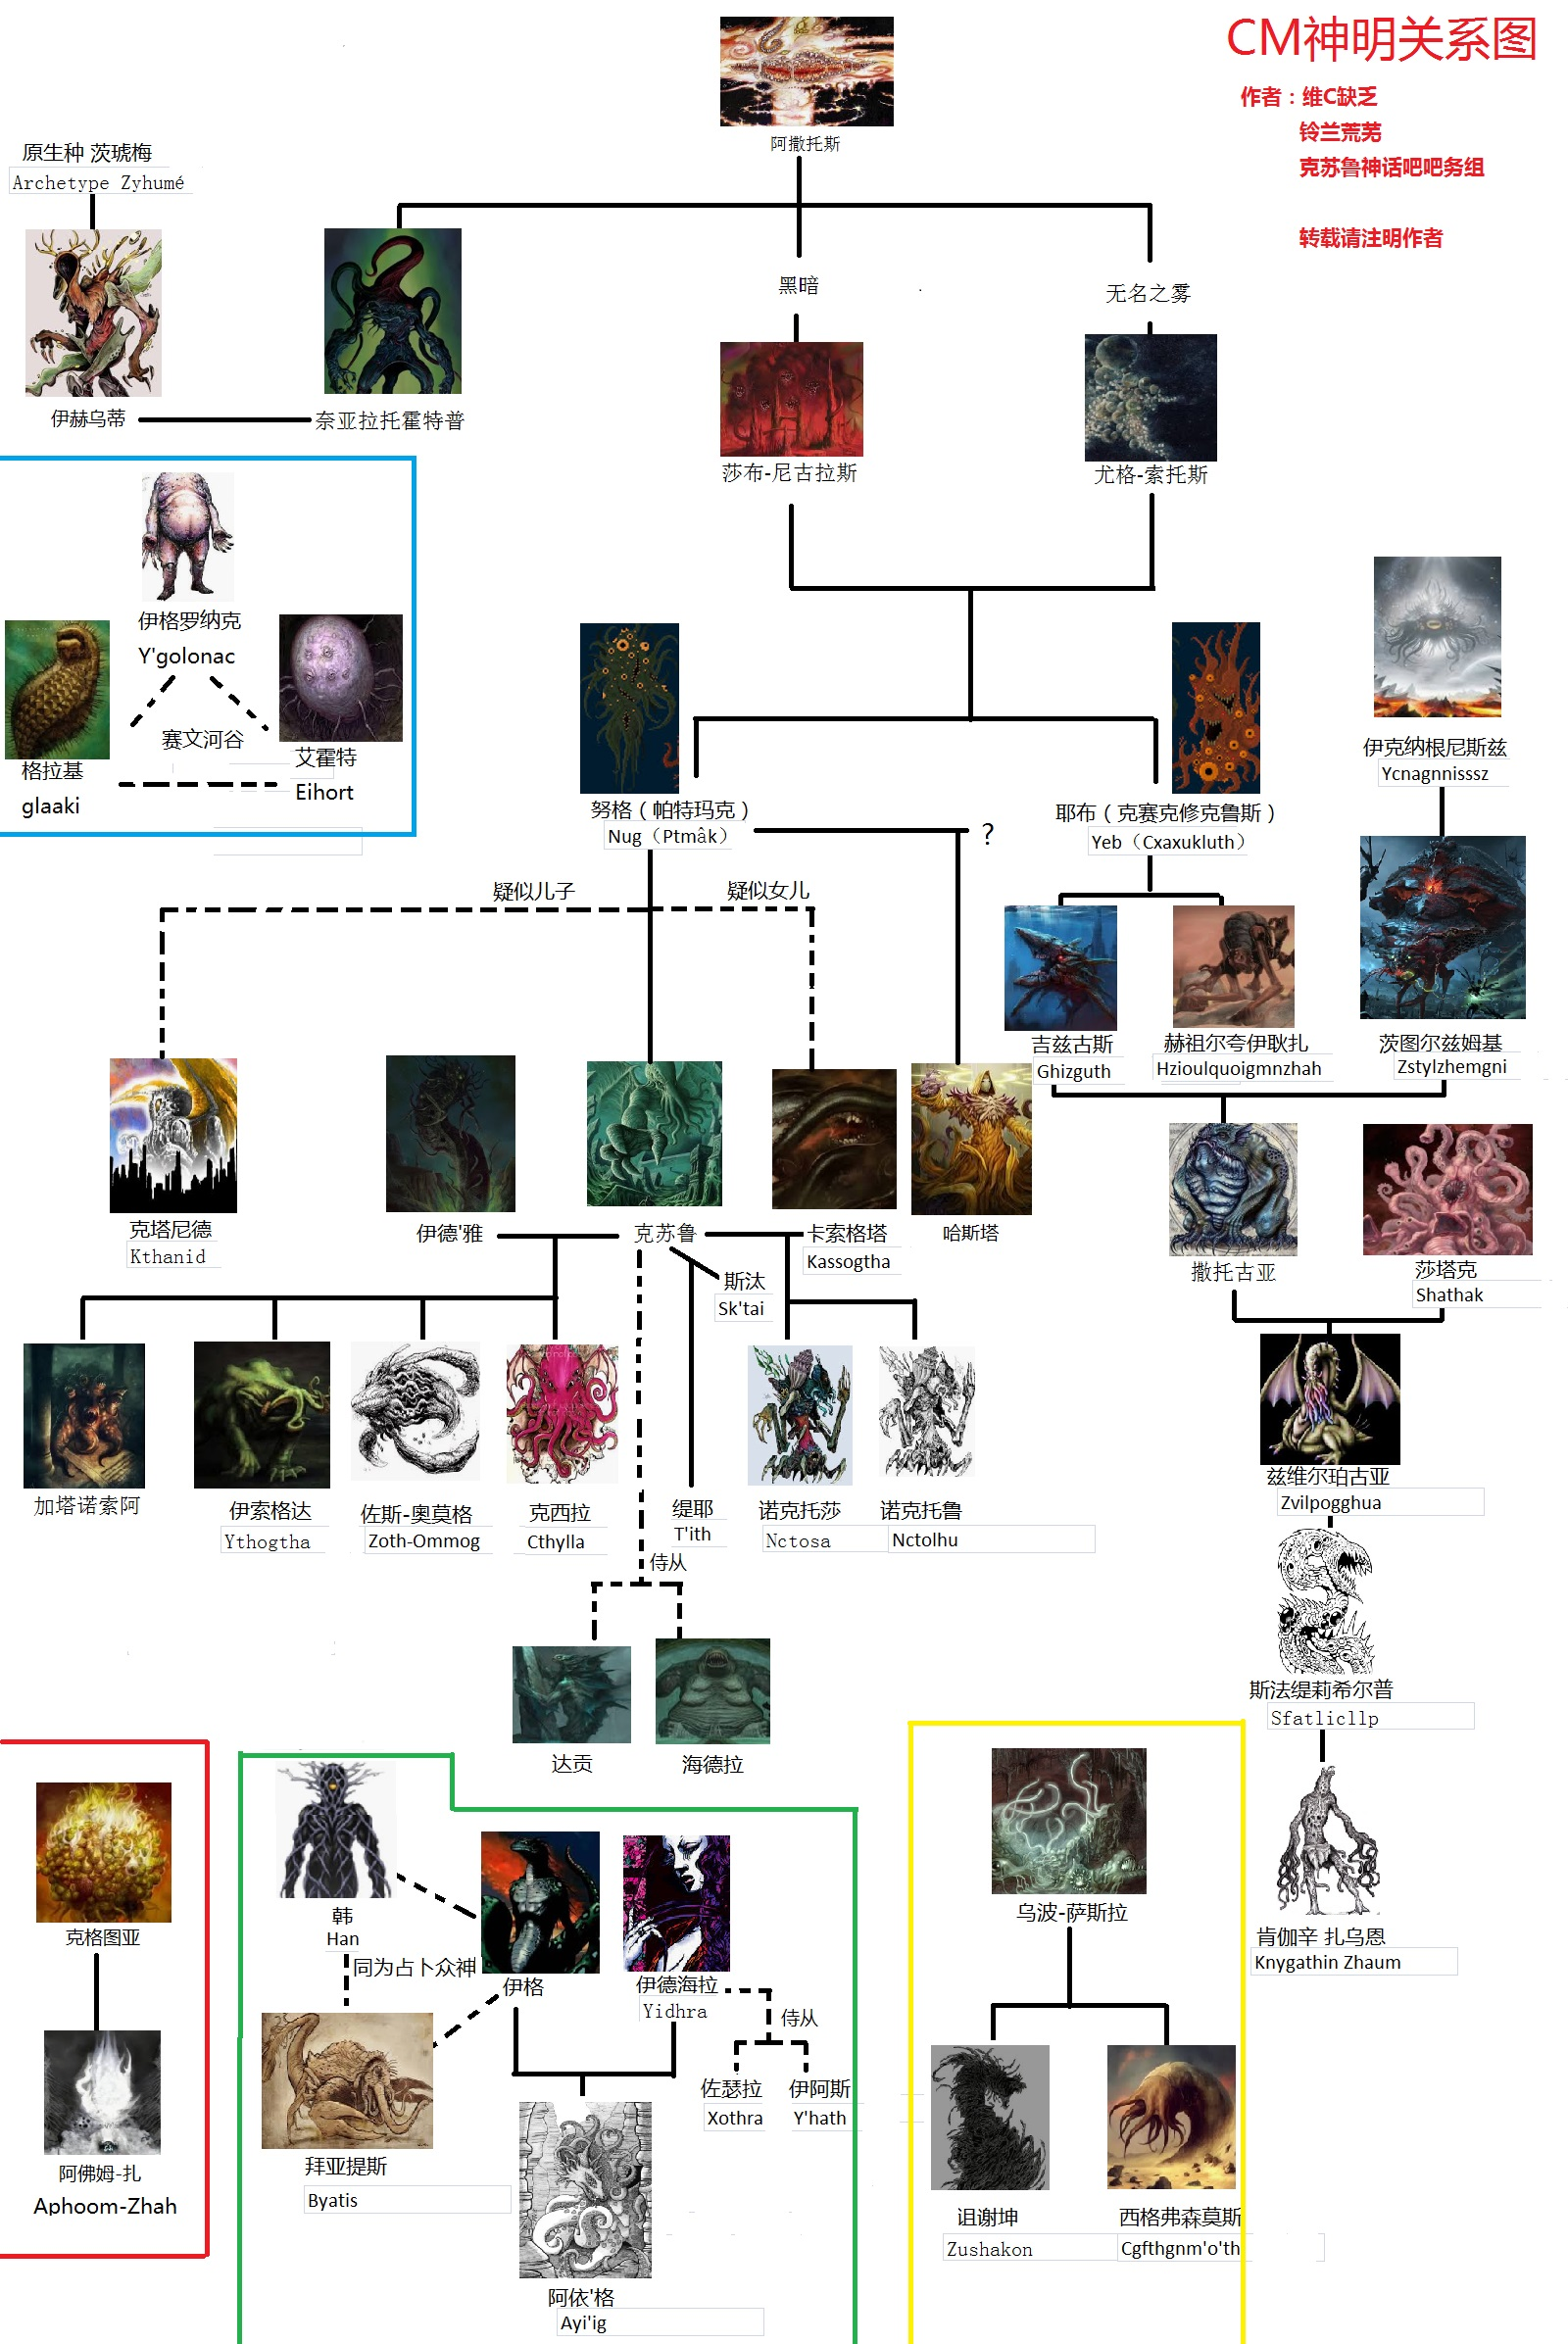 CM神明关系图
作者：维C缺乏
铃兰荒芜
克苏鲁神话吧吧务组
转载请注明作者
阿撒托斯
原生种 茨琥梅
Archetype Zyhumé
黑暗
无名之雾
伊赫乌蒂
奈亚拉托霍特普
莎布-尼古拉斯
尤格-索托斯
伊格罗纳克
Y'golonac
赛文河谷
格拉基
glaaki
艾霍特
Eihort
伊克纳根尼斯兹
Ycnagnnisssz
努格（帕特玛克）
Nug（Ptmâk）
?
耶布（克赛克修克鲁斯）
Yeb（Cxaxukluth）
疑似儿子
疑似女儿
吉兹古斯
Ghizguth
赫祖尔夸伊耿扎
Hzioulquoigmnzhah
茨图尔兹姆基
Zstylzhemgni
克塔尼德
Kthanid
伊德'雅
克苏鲁
卡索格塔
Kassogtha
哈斯塔
斯汰
Sk'tai
撒托古亚
莎塔克
Shathak
加塔诺索阿
伊索格达
Ythogtha
佐斯-奥莫格
Zoth-Ommog
克西拉
Cthylla
缇耶
T'ith
诺克托莎
Nctosa
诺克托鲁
Nctolhu
兹维尔珀古亚
Zvilpogghua
侍从
达贡
海德拉
斯法缇莉希尔普
Sfatlicllp
肯伽辛 扎乌恩
Knygathin Zhaum
克格图亚
阿佛姆-扎
Aphoom-Zhah
韩
Han
同为占卜众神
伊格
伊德海拉
Yidhra
侍从
佐瑟拉
Xothra
伊阿斯
Y'hath
拜亚提斯
Byatis
阿依'格
Ayi'ig
乌波-萨斯拉
诅谢坤
Zushakon
西格弗森莫斯
Cgfthgnm'o'th